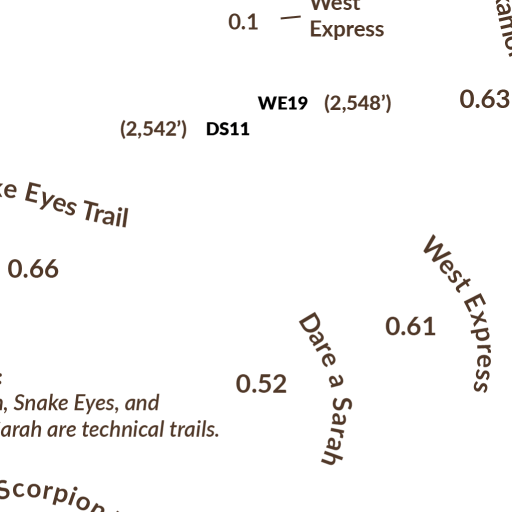 West
0.1 — Express
WE19 (2,548’)
0.63
(2,542’) DS11
Eyes Trail
0.66
West Express
0.61
Dare a Sarah
0.52
, Snake Eyes, and
are technical trails.
Scorpion